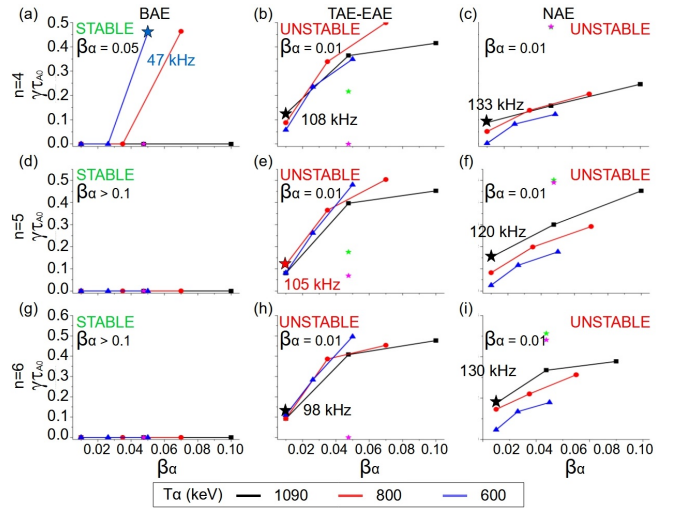 (a) BAE (b) TAE-EAE (c) NAE
STABLE UNSTABLE UNSTABLE
βα = 0.05 βα = 0.01 βα = 0.01
47 kHz 108 kHz 133 kHz
n=4
γτA0
0.5
0.4
0.3
0.2
0.1
0.0
(d) (e) (f)
STABLE UNSTABLE UNSTABLE
βα > 0.1 βα = 0.01 βα = 0.01
105 kHz 120 kHz
n=5
γτA0
0.5
0.4
0.3
0.2
0.1
0.0
(g) (h) (i)
STABLE UNSTABLE UNSTABLE
βα > 0.1 βα = 0.01 βα = 0.01
98 kHz 130 kHz
n=6
γτA0
0.6
0.5
0.4
0.3
0.2
0.1
0.0
0.02 0.04 0.06 0.08 0.10 0.02 0.04 0.06 0.08 0.10 0.02 0.04 0.06 0.08 0.10
βα βα βα
Tα (keV) 1090 800 600